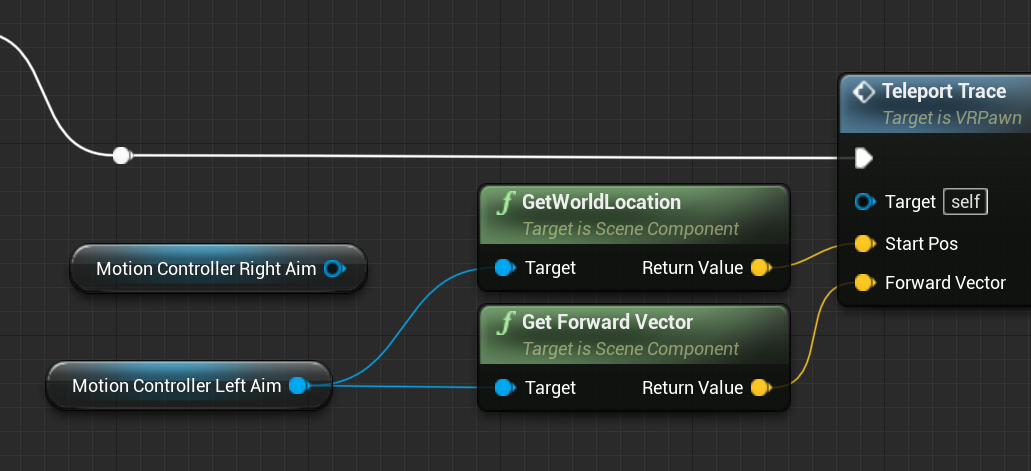 Teleport Trace
Target is VRPawn
Target self
Start Pos
Forward Vector
GetWorldLocation
Target is Scene Component
Target Return Value
Motion Controller Right Aim
Get Forward Vector
Target is Scene Component
Target Return Value
Motion Controller Left Aim